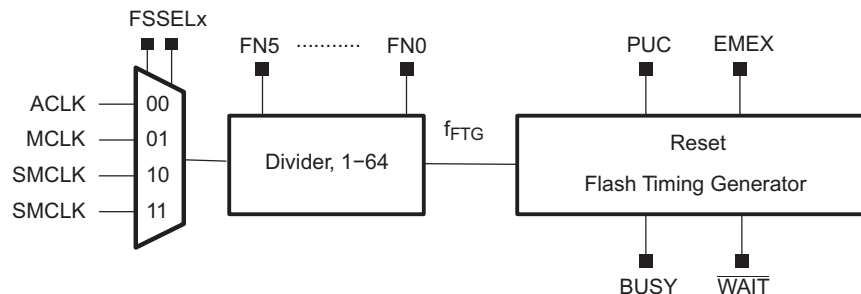 FSSELx
FN5 ........... FN0
PUC EMEX
ACLK 00
MCLK 01
SMCLK 10
SMCLK 11
Divider, 1−64
fFTG
Reset
Flash Timing Generator
BUSY WAIT